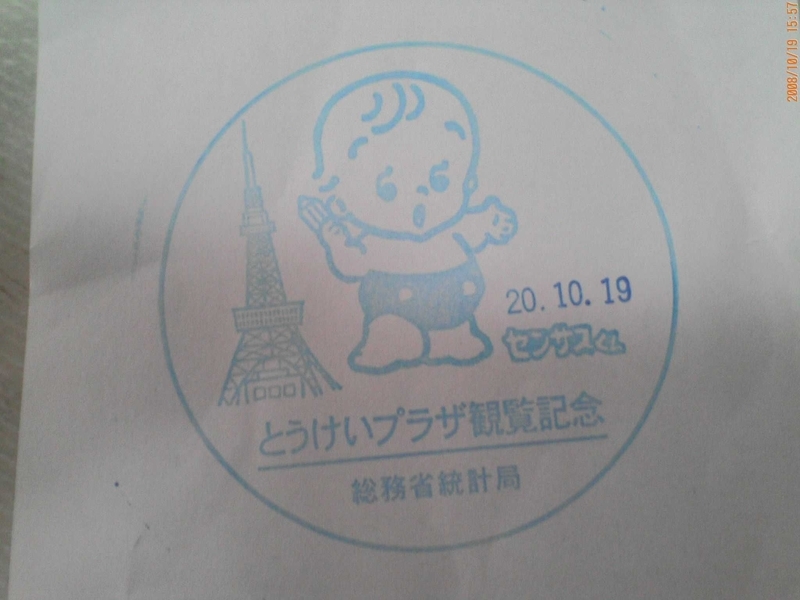 2008/10/19 15:57
20.10.19
センサスくん
とうけいプラザ観覧記念
総務省統計局